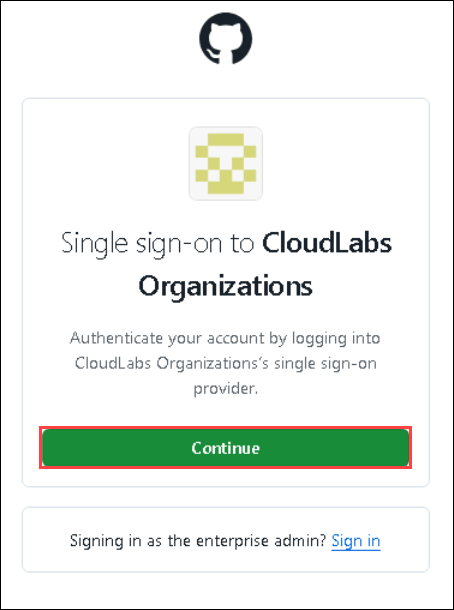 Single sign-on to CloudLabs
Organizations
Authenticate your account by logging into
CloudLabs Organizations's single sign-on
provider.
Continue
Signing in as the enterprise admin? Sign in